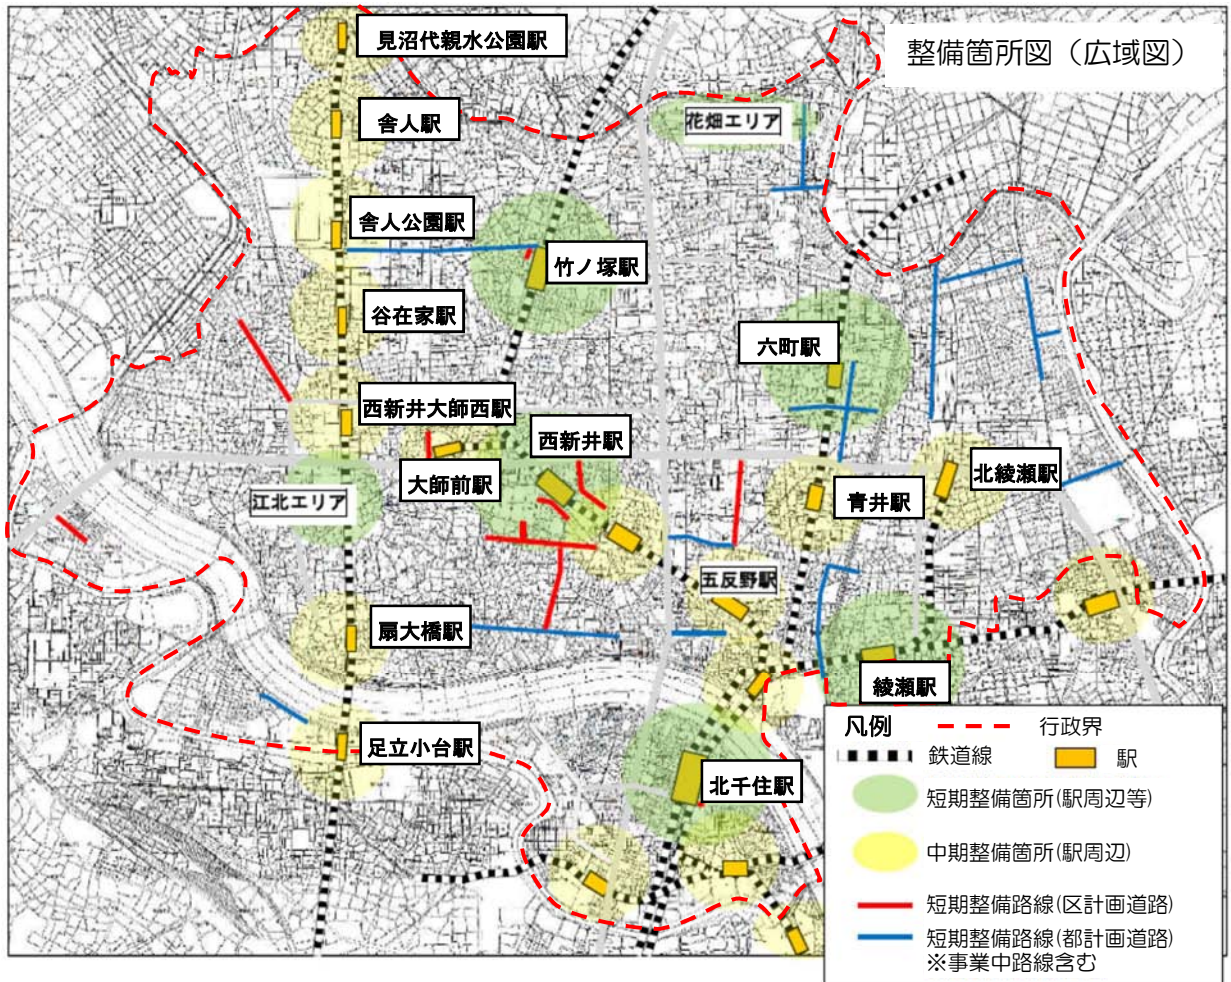 見沼代親水公園駅
整備箇所図（広域図）
舎人駅
花畑エリア
舎人公園駅
竹ノ塚駅
谷在家駅
六町駅
西新井大師西駅
西新井駅
大師前駅
北綾瀬駅
江北エリア
青井駅
五反野駅
扇大橋駅
綾瀬駅
足立小台駅
北千住駅
凡例
行政界
鉄道線
駅
短期整備箇所(駅周辺等)
中期整備箇所(駅周辺)
短期整備路線(区計画道路)
短期整備路線(都計画道路)
※事業中路線含む